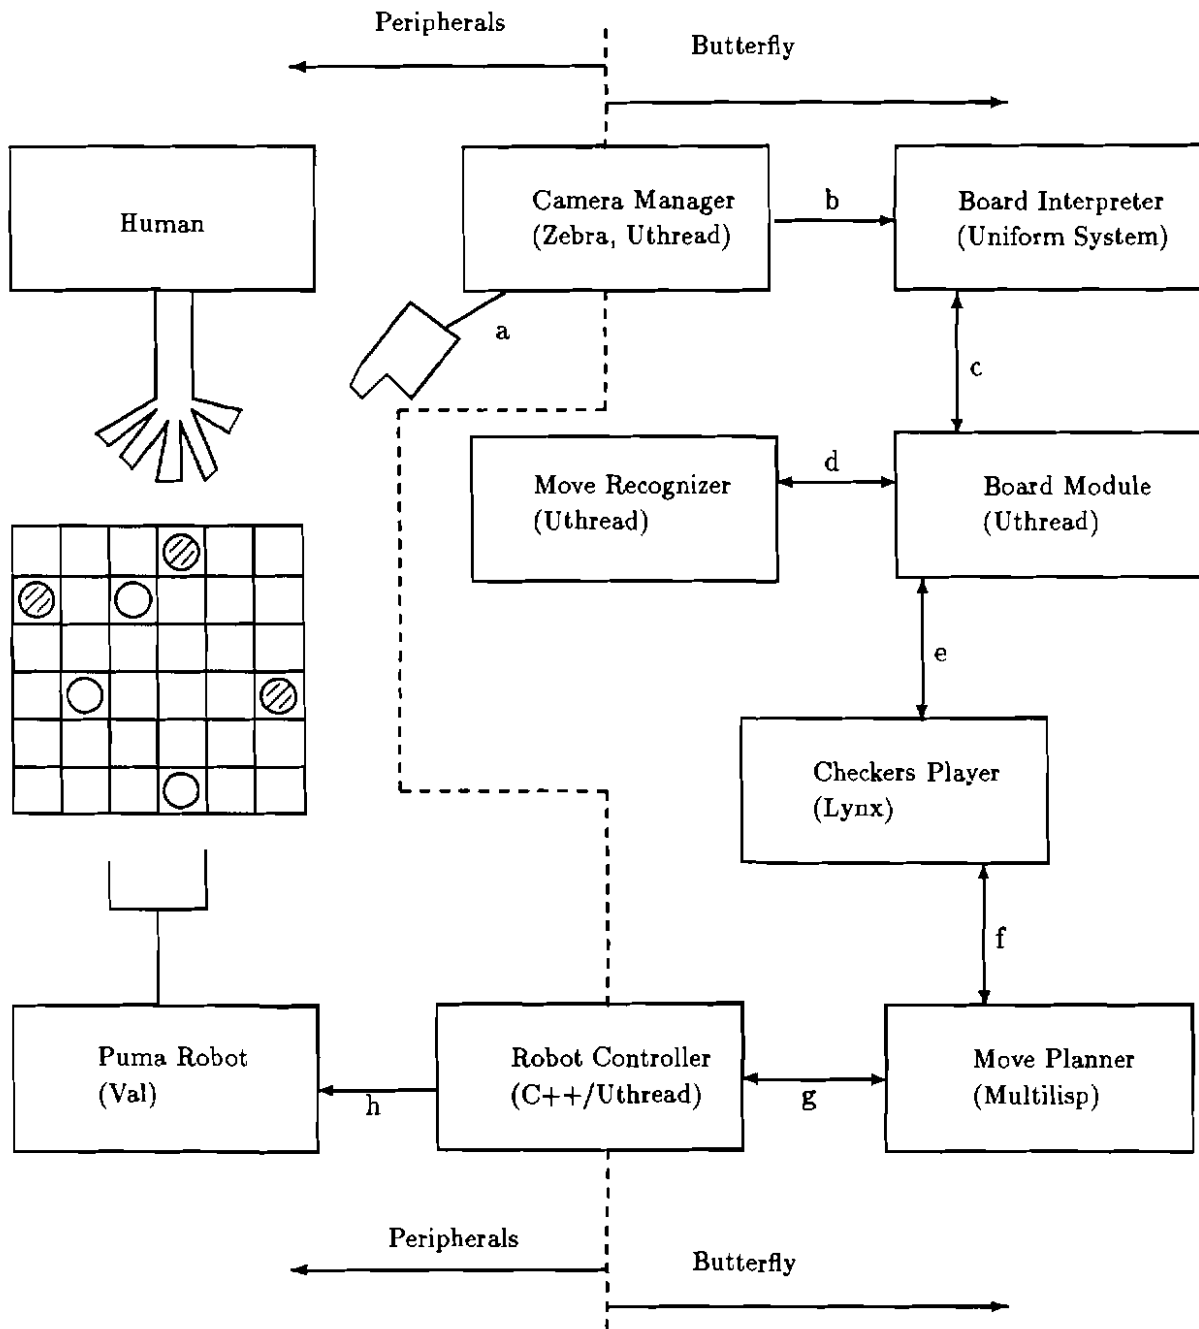 Peripherals
Butterfly
Human
Camera Manager
(Zebra, Uthread)
b
Board Interpreter
(Uniform System)
a
c
Move Recognizer
(Uthread)
d
Board Module
(Uthread)
e
Checkers Player
(Lynx)
f
Puma Robot
(Val)
h
Robot Controller
(C++/Uthread)
g
Move Planner
(Multilisp)
Peripherals
Butterfly